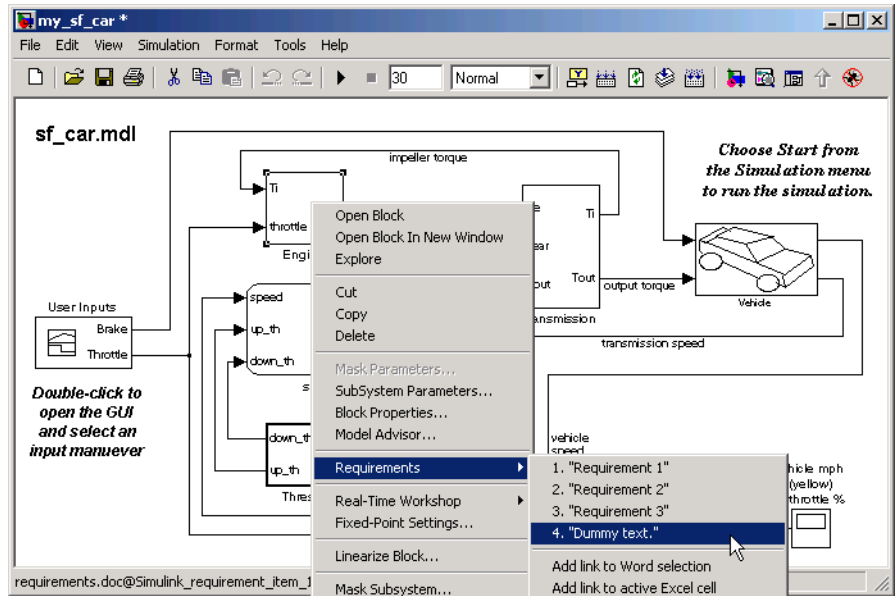 my_sf_car *
File Edit View Simulation Format Tools Help
30 Normal
sf_car.mdl
impeller torque
Choose Start from
the Simulation menu
to run the simulation.
Ti
throttle
Engi
Ti
ear
Tout
out
output torque
ansmission
Vehicle
transmission speed
User Inputs
Brake
Throttle
Double-click to
open the GUI
and select an
input manuever
speed
up_th
down_th
s
down_th
up_th
Thres
Open Block
Open Block In New Window
Explore
Cut
Copy
Delete
Mask Parameters...
SubSystem Parameters...
Block Properties...
Model Advisor...
Requirements
Real-Time Workshop
Fixed-Point Settings...
Linearize Block...
Mask Subsystem...
vehicle
speed
hicle mph
(yellow)
throttle %
1. "Requirement 1"
2. "Requirement 2"
3. "Requirement 3"
4. "Dummy text."
Add link to Word selection
Add link to active Excel cell
requirements.doc@Simulink_requirement_item_1